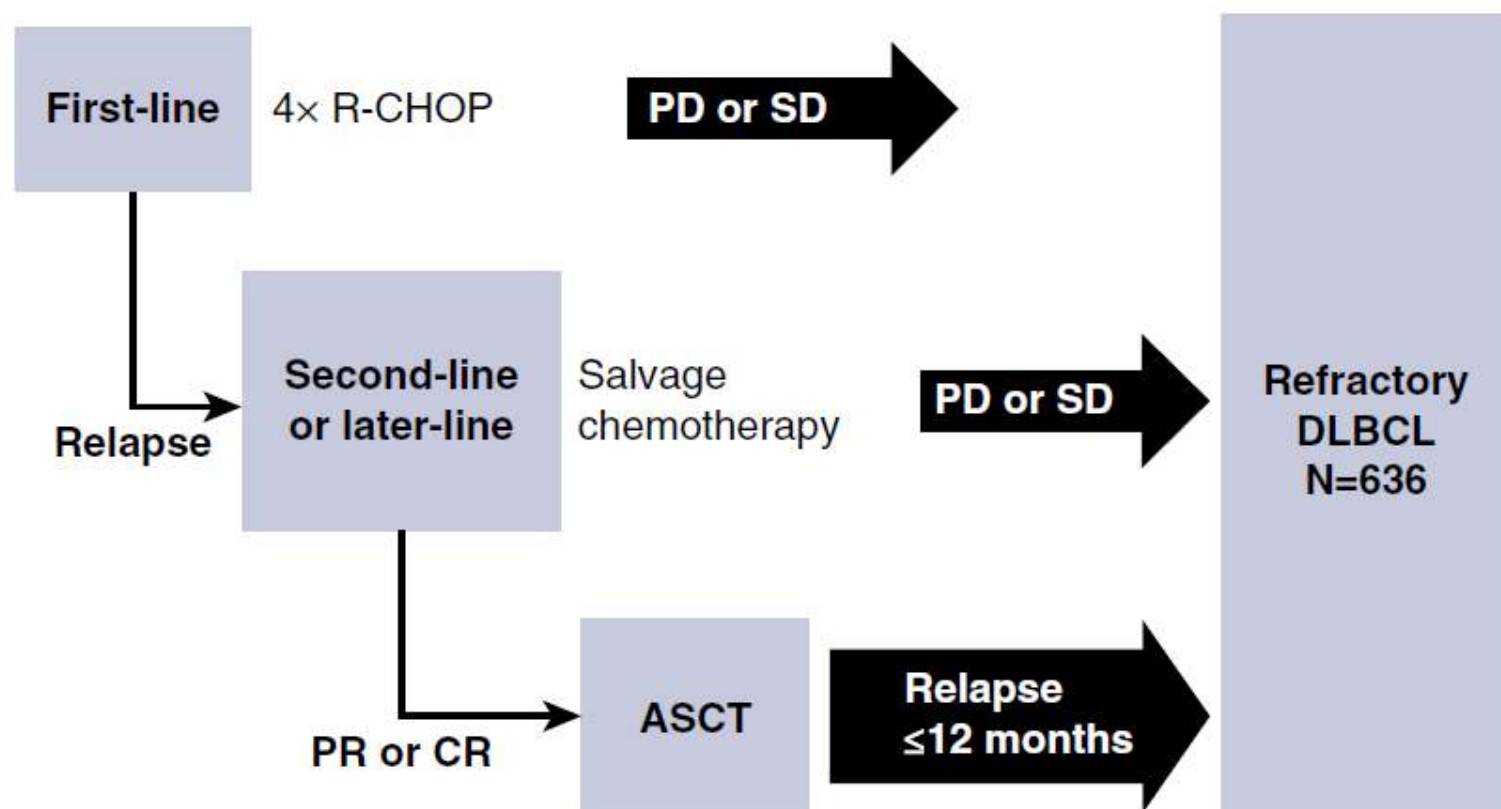 First-line
4× R-CHOP
PD or SD
Relapse
Second-line
or later-line
Salvage
chemotherapy
PD or SD
Refractory
DLBCL
N=636
PR or CR
ASCT
Relapse
≤12 months